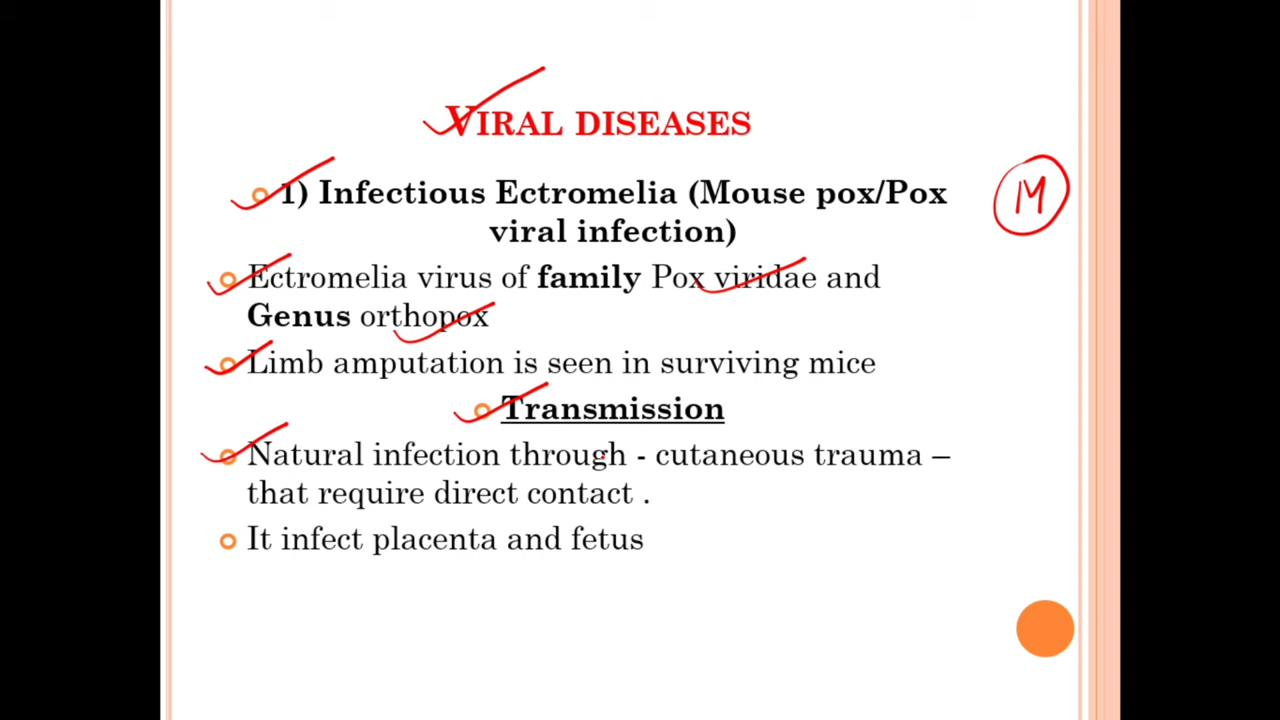 VIRAL DISEASES
1) Infectious Ectromelia (Mouse pox/Pox
viral infection)
Ectromelia virus of family Pox viridae and
Genus orthopox
Limb amputation is seen in surviving mice
Transmission
Natural infection through - cutaneous trauma –
that require direct contact .
It infect placenta and fetus